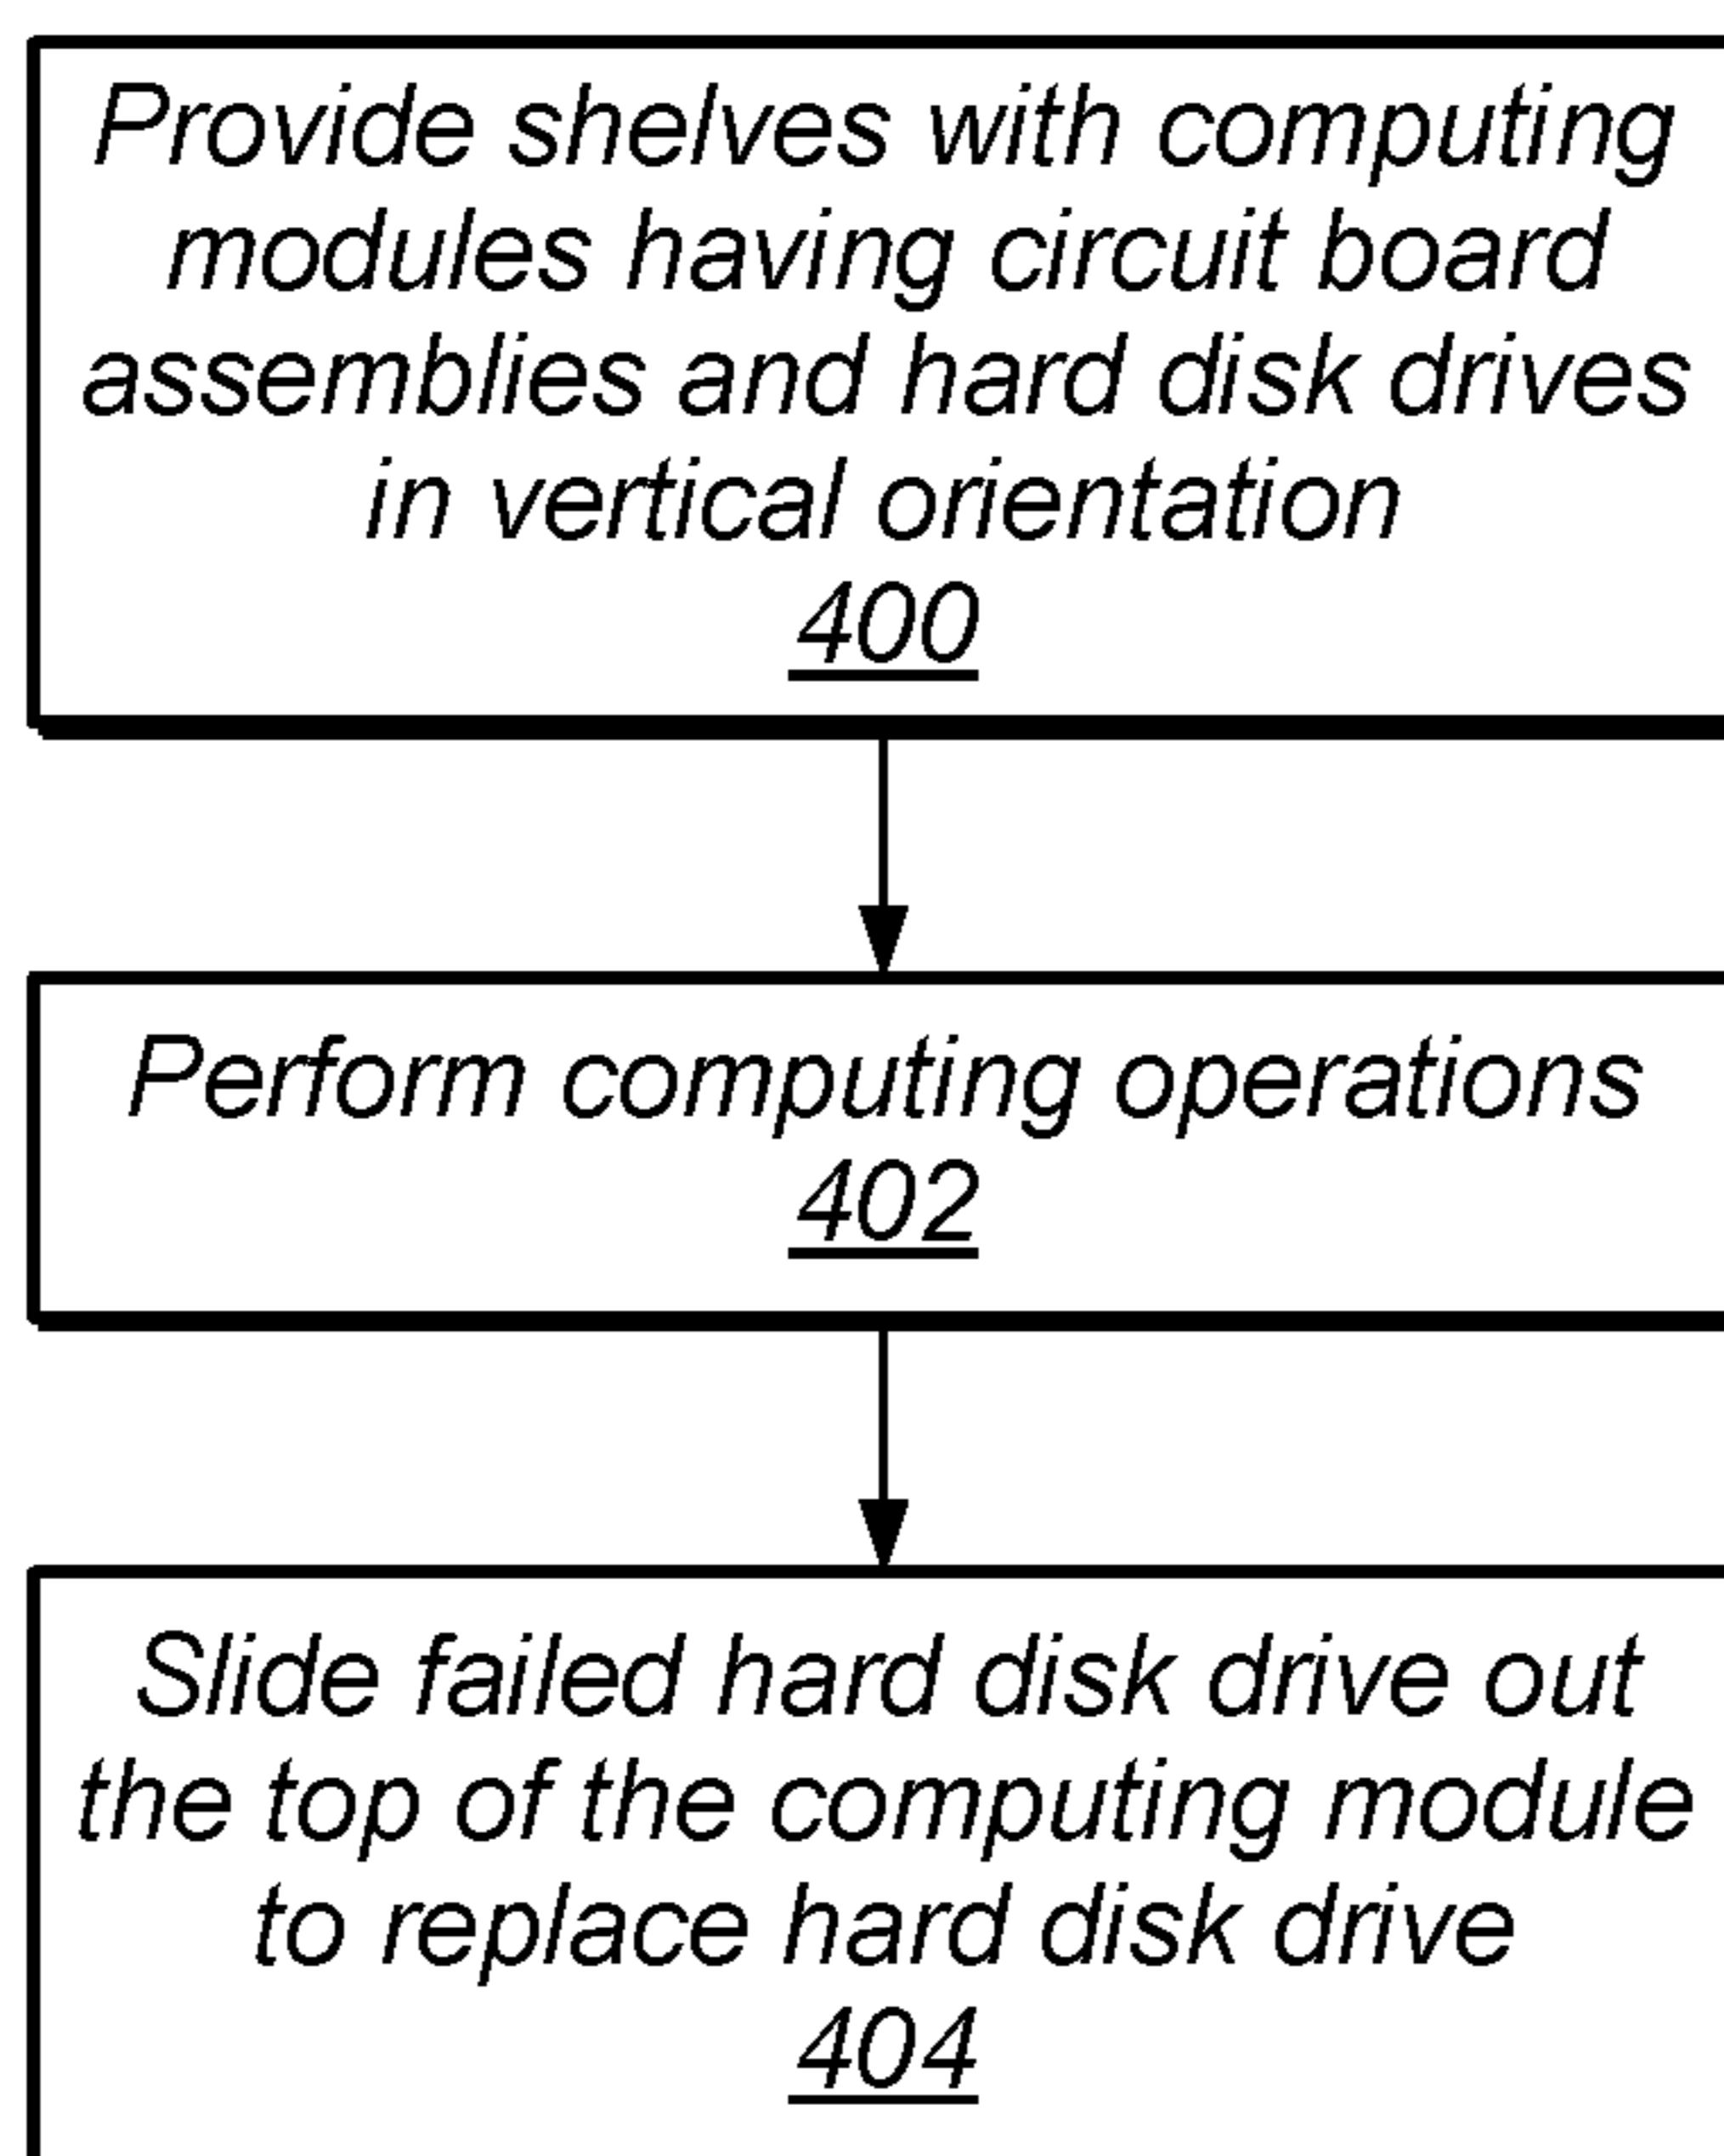 Provide shelves with computing
modules having circuit board
assemblies and hard disk drives
in vertical orientation
400
Perform computing operations
402
Slide failed hard disk drive out
the top of the computing module
to replace hard disk drive
404